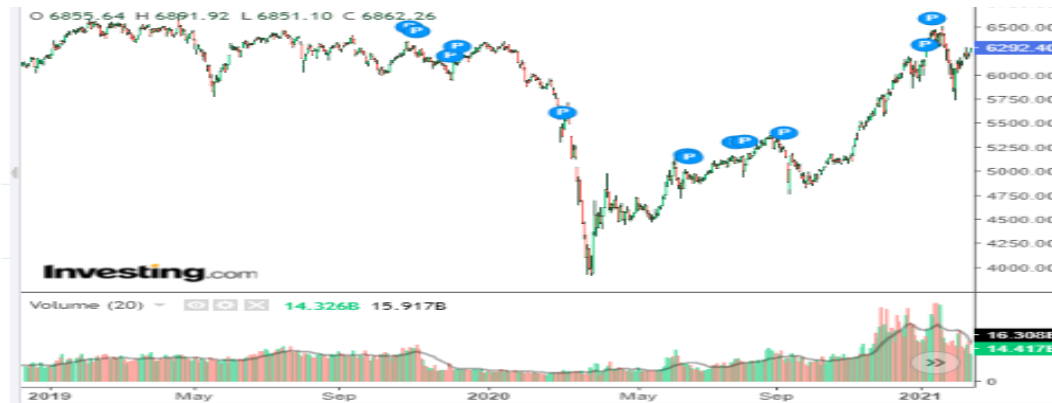 O 6855.64 H 6891.92 L 6851.10 C 6862.26
P
P
P
P
P
P
P
P
P
P
6500.00
6292.40
6000.00
5750.00
5500.00
5250.00
5000.00
4750.00
4500.00
4250.00
4000.00
Investing.com
Volume (20) 14.326B 15.917B
16.308B
14.417B
0
2019 May Sep 2020 May Sep 2021